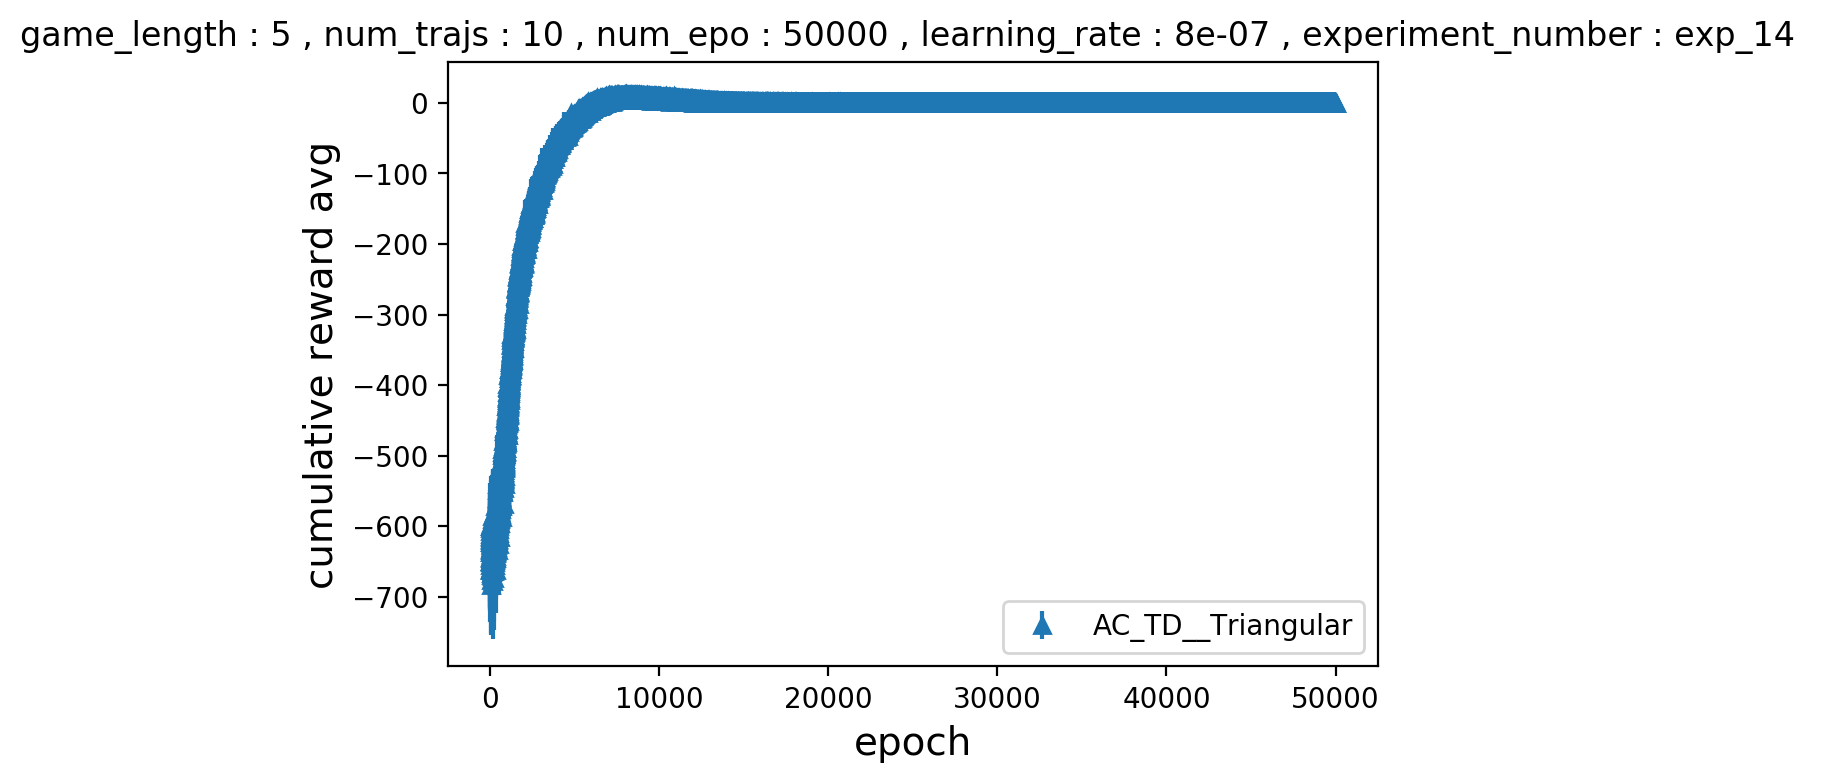 game_length : 5 , num_trajs : 10 , num_epo : 50000 , learning_rate : 8e-07 , experiment_number : exp_14
cumulative reward avg
0
−100
−200
−300
−400
−500
−600
−700
AC_TD__Triangular
0 10000 20000 30000 40000 50000
epoch